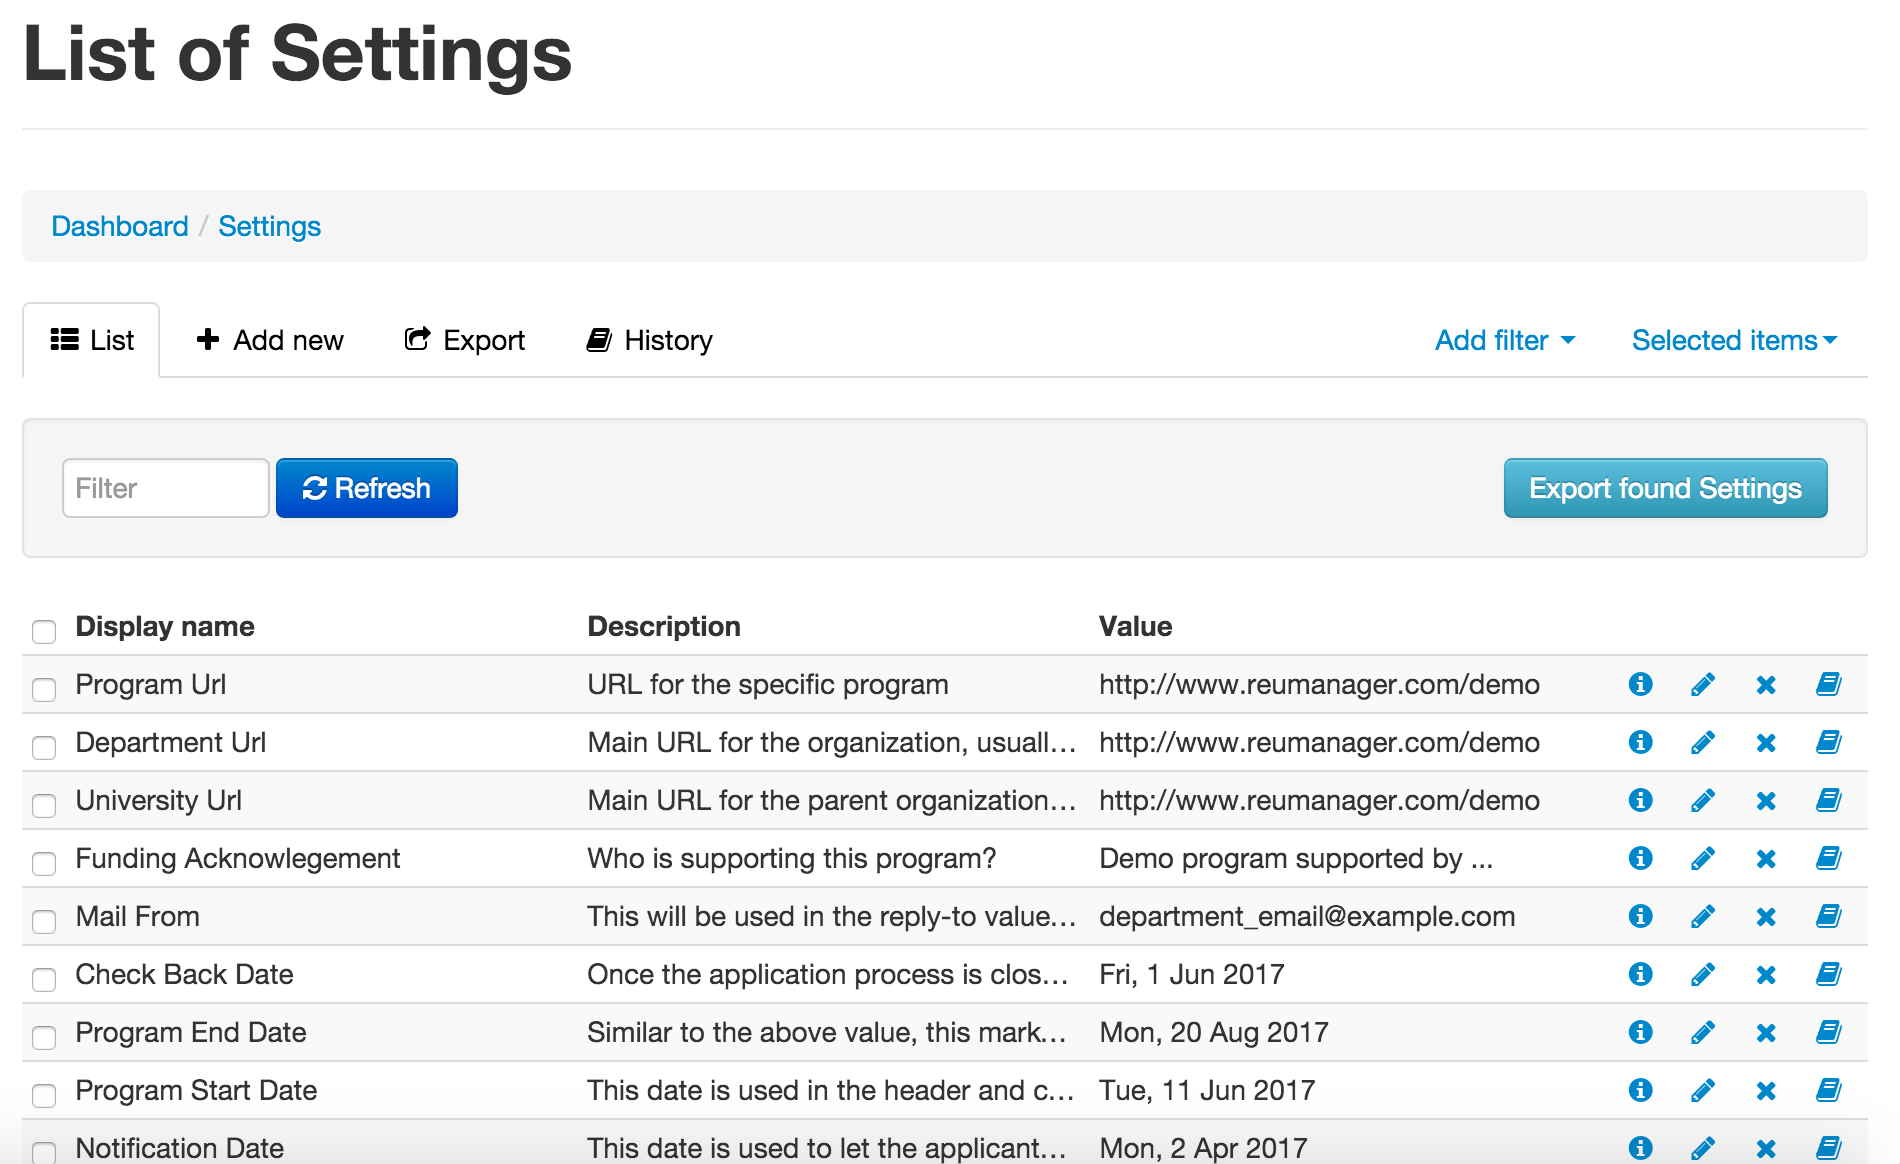 List of Settings
Dashboard / Settings
List Add new Export History Add filter Selected items
Filter Refresh Export found Settings
Display name Description Value
Program Url URL for the specific program http://www.reumanager.com/demo
Department Url Main URL for the organization, usuall... http://www.reumanager.com/demo
University Url Main URL for the parent organization... http://www.reumanager.com/demo
Funding Acknowlegement Who is supporting this program? Demo program supported by ...
Mail From This will be used in the reply-to value... department_email@example.com
Check Back Date Once the application process is clos... Fri, 1 Jun 2017
Program End Date Similar to the above value, this mark... Mon, 20 Aug 2017
Program Start Date This date is used in the header and c... Tue, 11 Jun 2017
Notification Date This date is used to let the applicant... Mon, 2 Apr 2017